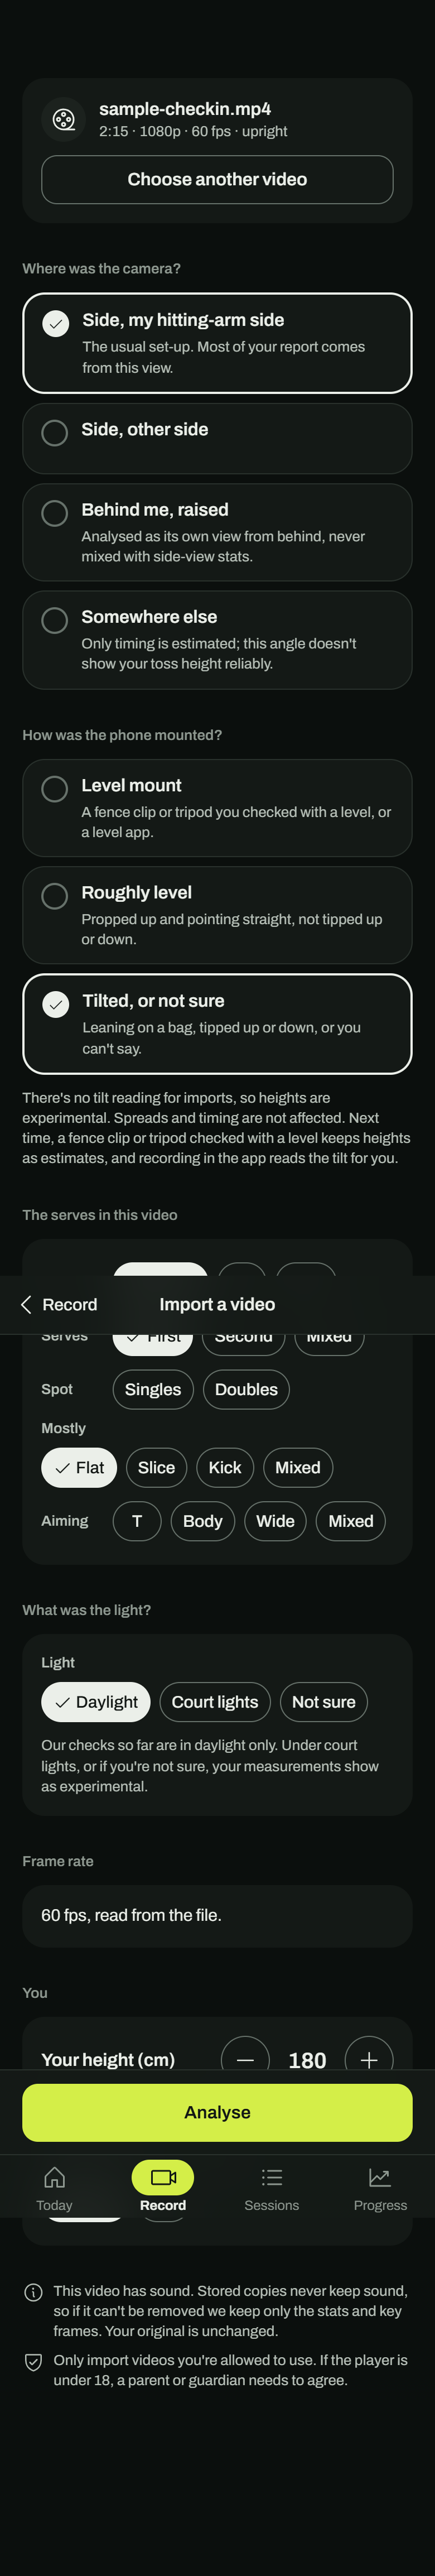 sample-checkin.mp4
2:15 · 1080p · 60 fps · upright
Choose another video
Where was the camera?
Side, my hitting-arm side
The usual set-up. Most of your report comes
from this view.
Side, other side
Behind me, raised
Analysed as its own view from behind, never
mixed with side-view stats.
Somewhere else
Only timing is estimated; this angle doesn't
show your toss height reliably.
How was the phone mounted?
Level mount
A fence clip or tripod you checked with a level, or
a level app.
Roughly level
Propped up and pointing straight, not tipped up
or down.
Tilted, or not sure
Leaning on a bag, tipped up or down, or you
can't say.
There's no tilt reading for imports, so heights are
experimental. Spreads and timing are not affected. Next
time, a fence clip or tripod checked with a level keeps heights
as estimates, and recording in the app reads the tilt for you.
The serves in this video
Record Import a video
Serves First Second Mixed
Spot Singles Doubles
Mostly
Flat Slice Kick Mixed
Aiming T Body Wide Mixed
What was the light?
Light
Daylight Court lights Not sure
Our checks so far are in daylight only. Under court
lights, or if you're not sure, your measurements show
as experimental.
Frame rate
60 fps, read from the file.
You
Your height (cm) 180
Analyse
Today Record Sessions Progress
This video has sound. Stored copies never keep sound,
so if it can't be removed we keep only the stats and key
frames. Your original is unchanged.
Only import videos you're allowed to use. If the player is
under 18, a parent or guardian needs to agree.